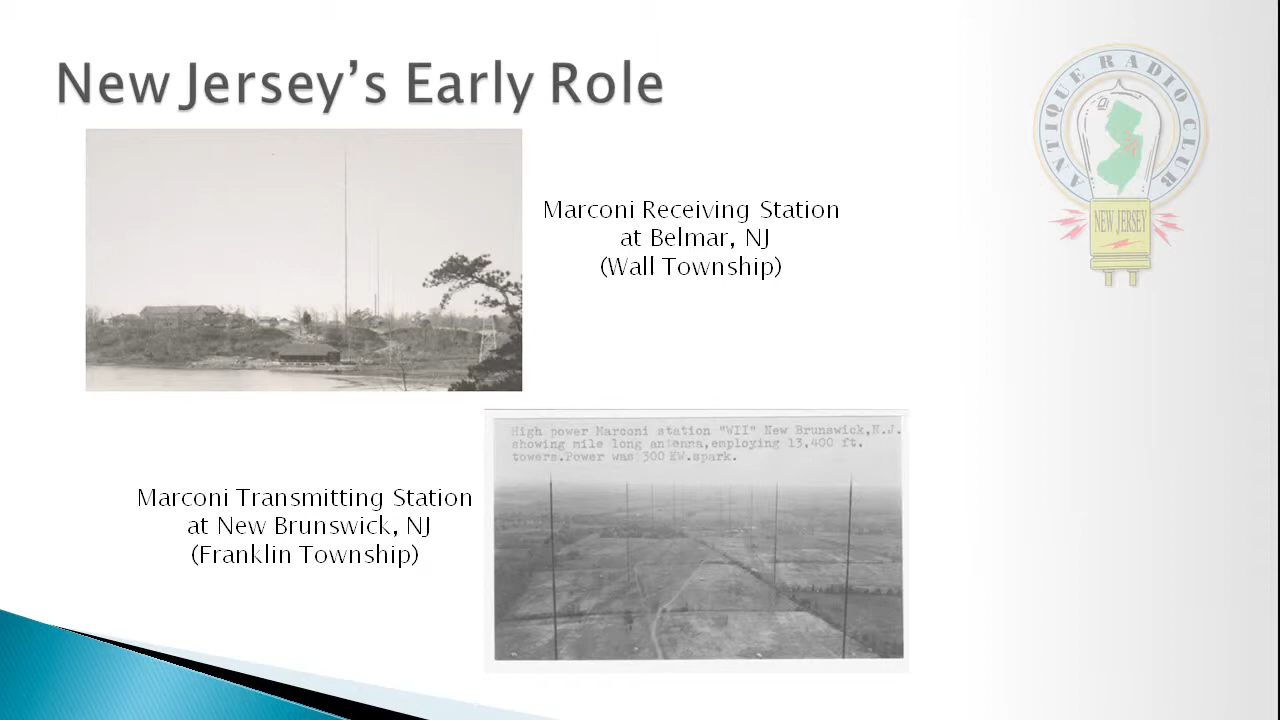 New Jersey's Early Role
ANTIQUE RADIO CLUB
NEW JERSEY
Marconi Receiving Station
at Belmar, NJ
(Wall Township)
High power Marconi station "WII" New Brunswick,N.J.
showing mile long antenna,employing 13,400 ft.
towers.Power was 300 KW.spark.
Marconi Transmitting Station
at New Brunswick, NJ
(Franklin Township)